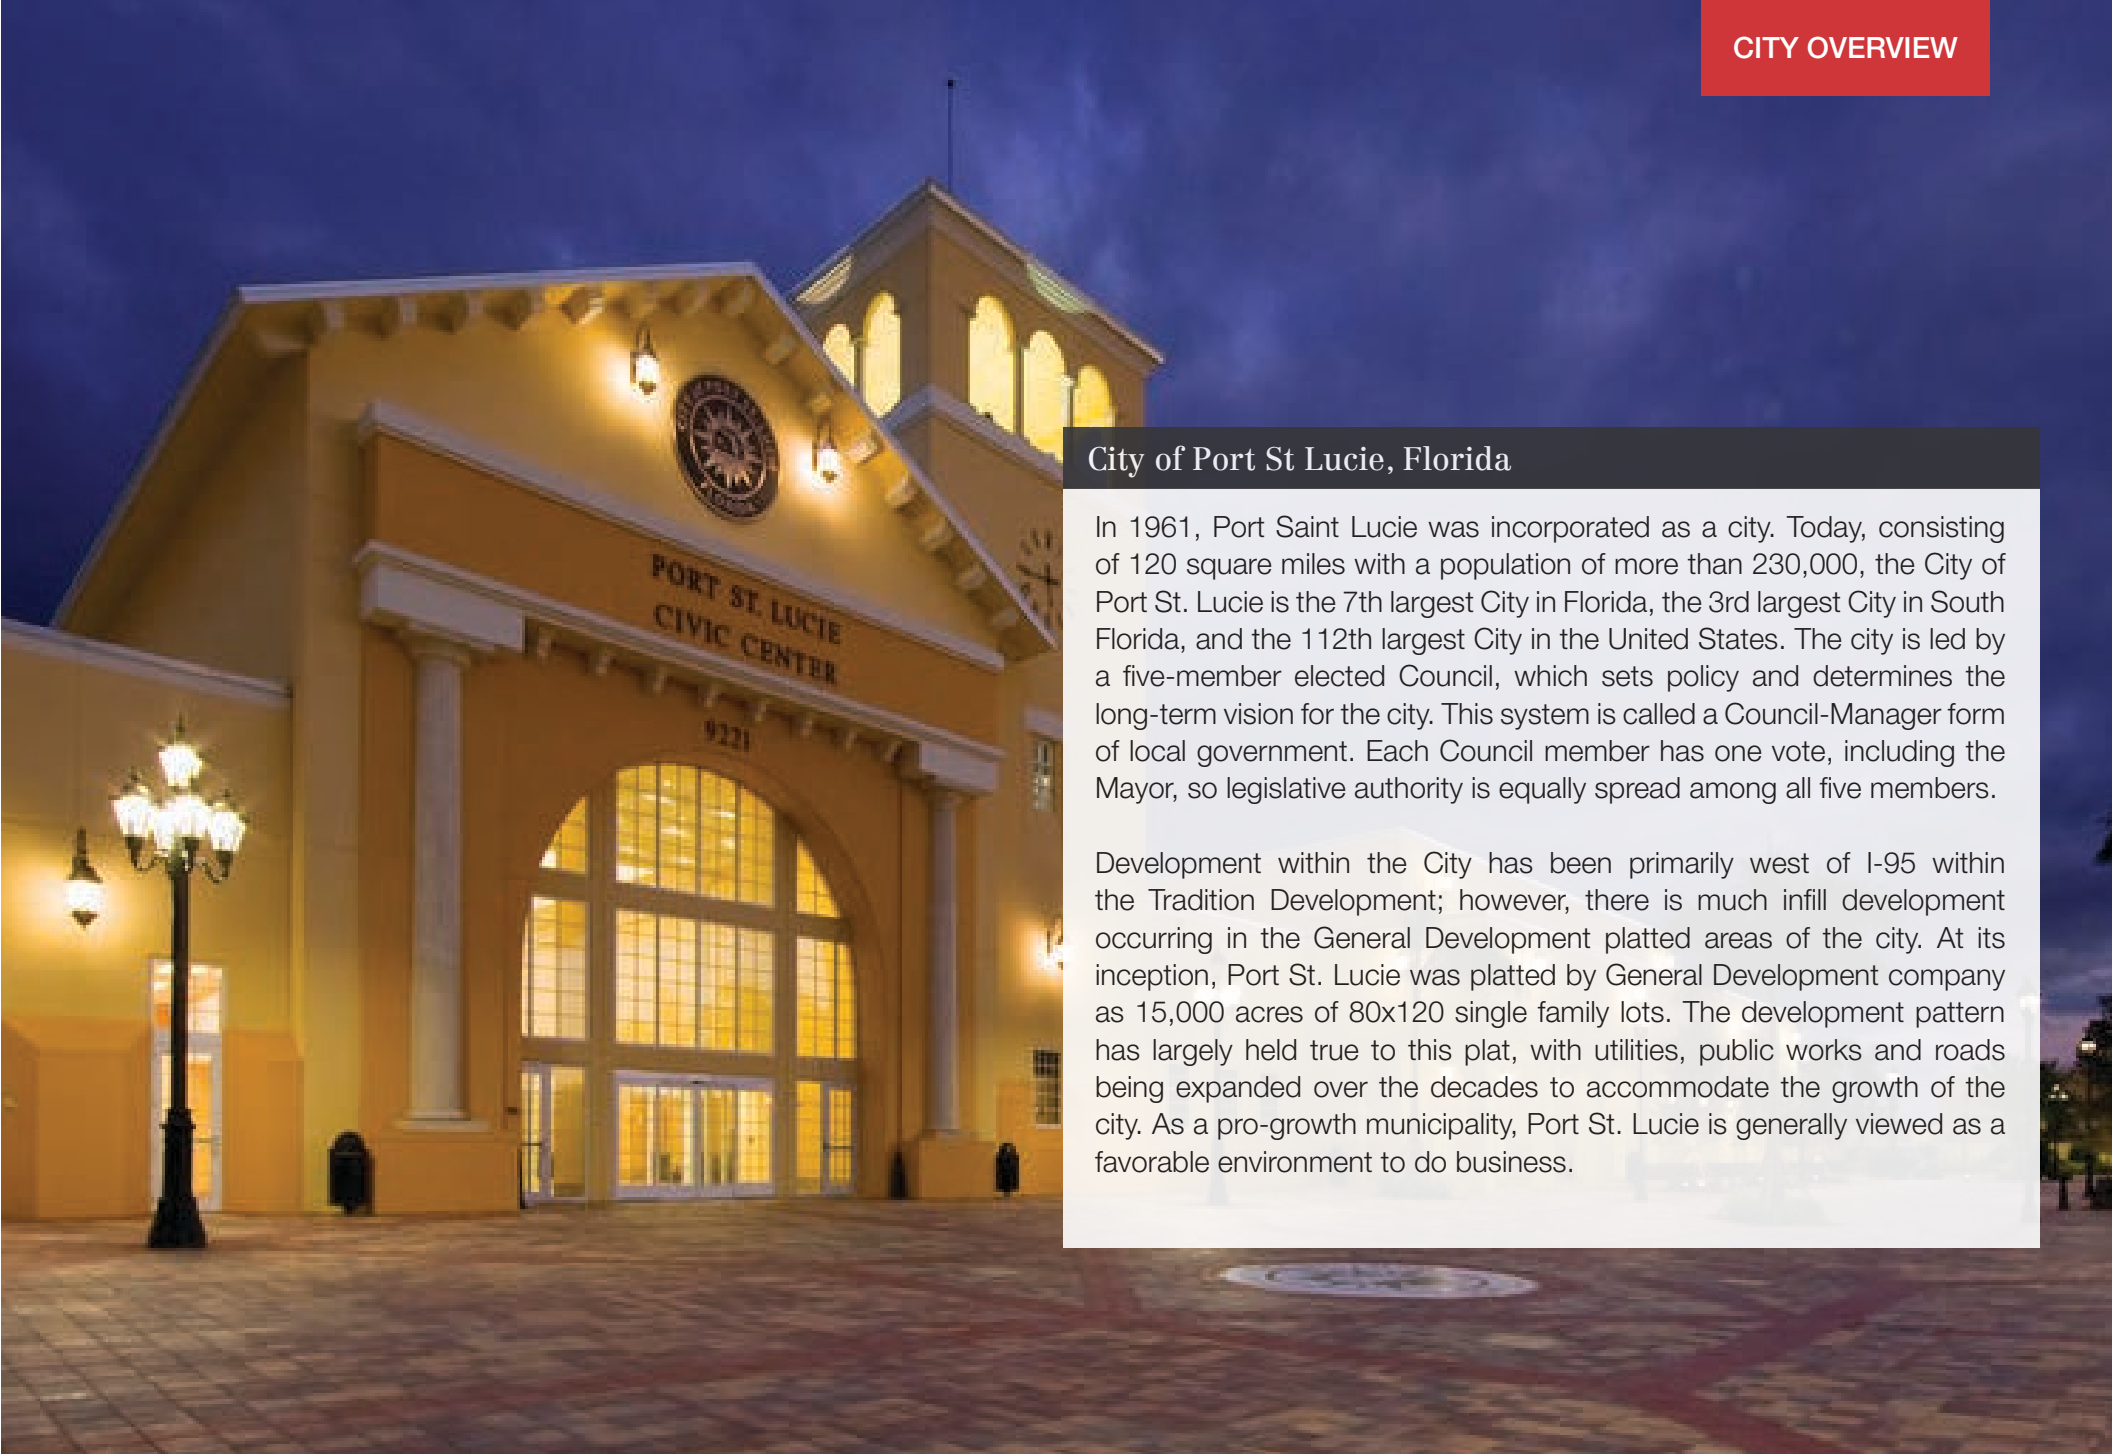 CITY OVERVIEW
PORT ST. LUCIE
CIVIC CENTER
9221
City of Port St Lucie, Florida
In 1961, Port Saint Lucie was incorporated as a city. Today, consisting
of 120 square miles with a population of more than 230,000, the City of
Port St. Lucie is the 7th largest City in Florida, the 3rd largest City in South
Florida, and the 112th largest City in the United States. The city is led by
a five-member elected Council, which sets policy and determines the
long-term vision for the city. This system is called a Council-Manager form
of local government. Each Council member has one vote, including the
Mayor, so legislative authority is equally spread among all five members.
Development within the City has been primarily west of I-95 within
the Tradition Development; however, there is much infill development
occurring in the General Development platted areas of the city. At its
inception, Port St. Lucie was platted by General Development company
as 15,000 acres of 80x120 single family lots. The development pattern
has largely held true to this plat, with utilities, public works and roads
being expanded over the decades to accommodate the growth of the
city. As a pro-growth municipality, Port St. Lucie is generally viewed as a
favorable environment to do business.